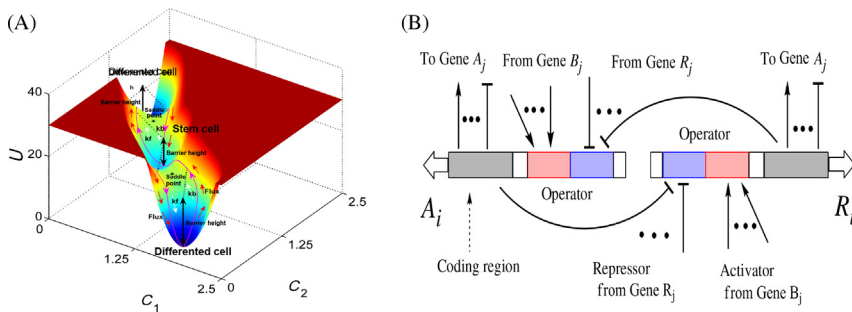 (A)
Differented cell
Differented cell
Barrier height
h
Saddle
point
kb
kf
Stem cell
Barrier height
Saddle
point
kf
kb
Flux
Flux
Barrier height
Differented cell
U
40
20
0
0
1.25
2.5
C1
0
1.25
2.5
C2
(B)
To Gene Aj
From Gene Bj
From Gene Rj
To Gene Aj
Operator
Operator
Ai
Ri
Coding region
Repressor
from Gene Rj
Activator
from Gene Bj